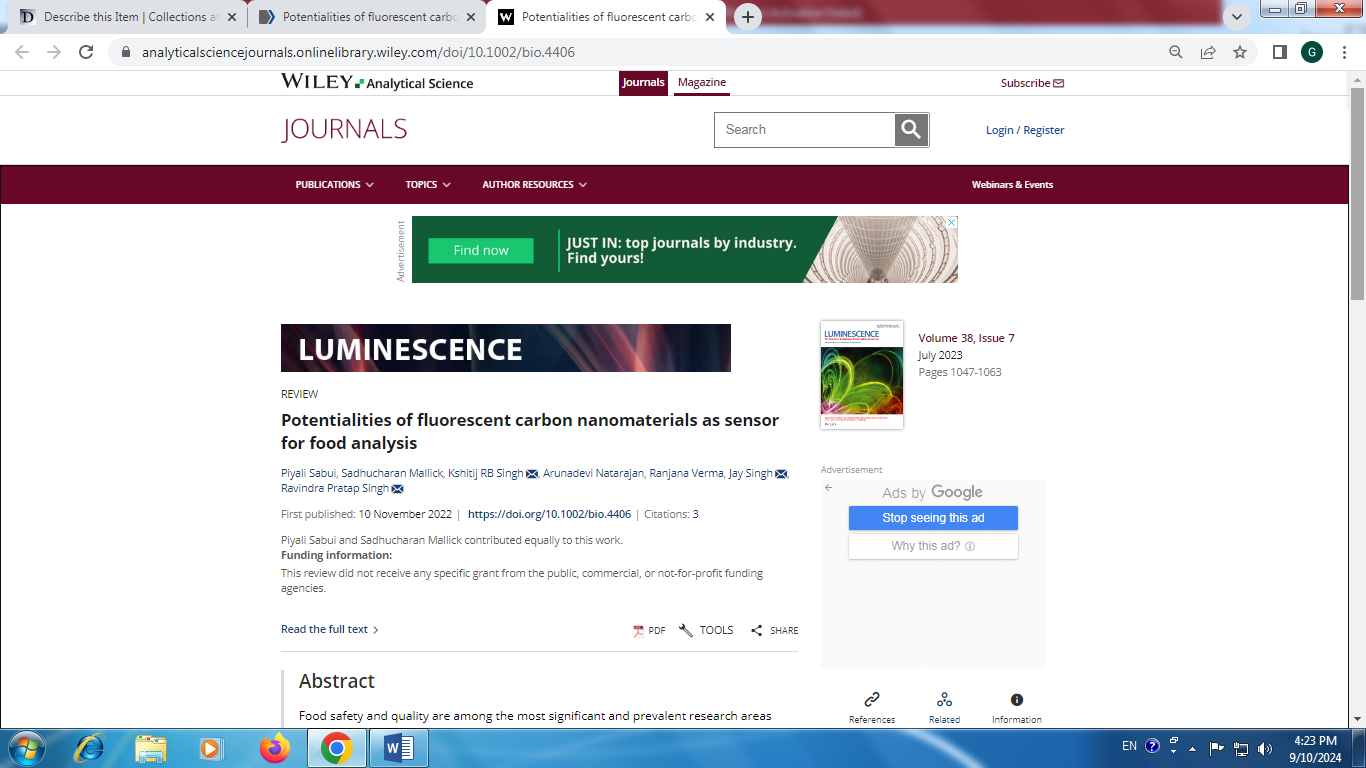 Describe this Item | Collections at
Potentialities of fluorescent carbo
Potentialities of fluorescent carbo
analyticalsciencejournals.onlinelibrary.wiley.com/doi/10.1002/bio.4406
G
WILEY Analytical Science
Journals
Magazine
Subscribe
JOURNALS
Search
Login / Register
PUBLICATIONS
TOPICS
AUTHOR RESOURCES
Webinars & Events
Advertisement
Find now
JUST IN: top journals by industry.
Find yours!
LUMINESCENCE
LUMINESCENCE
WILEY
Volume 38, Issue 7
July 2023
Pages 1047-1063
REVIEW
Potentialities of fluorescent carbon nanomaterials as sensor
for food analysis
Piyali Sabui, Sadhucharan Mallick, Kshitij RB Singh, Arunadevi Natarajan, Ranjana Verma, Jay Singh,
Ravindra Pratap Singh
First published: 10 November 2022 | https://doi.org/10.1002/bio.4406 | Citations: 3
Piyali Sabui and Sadhucharan Mallick contributed equally to this work.
Funding information:
This review did not receive any specific grant from the public, commercial, or not-for-profit funding
agencies.
Read the full text
PDF
TOOLS
SHARE
Advertisement
Ads by Google
Stop seeing this ad
Why this ad?
Abstract
Food safety and quality are among the most significant and prevalent research areas
References
Related
Information
EN
4:23 PM
9/10/2024